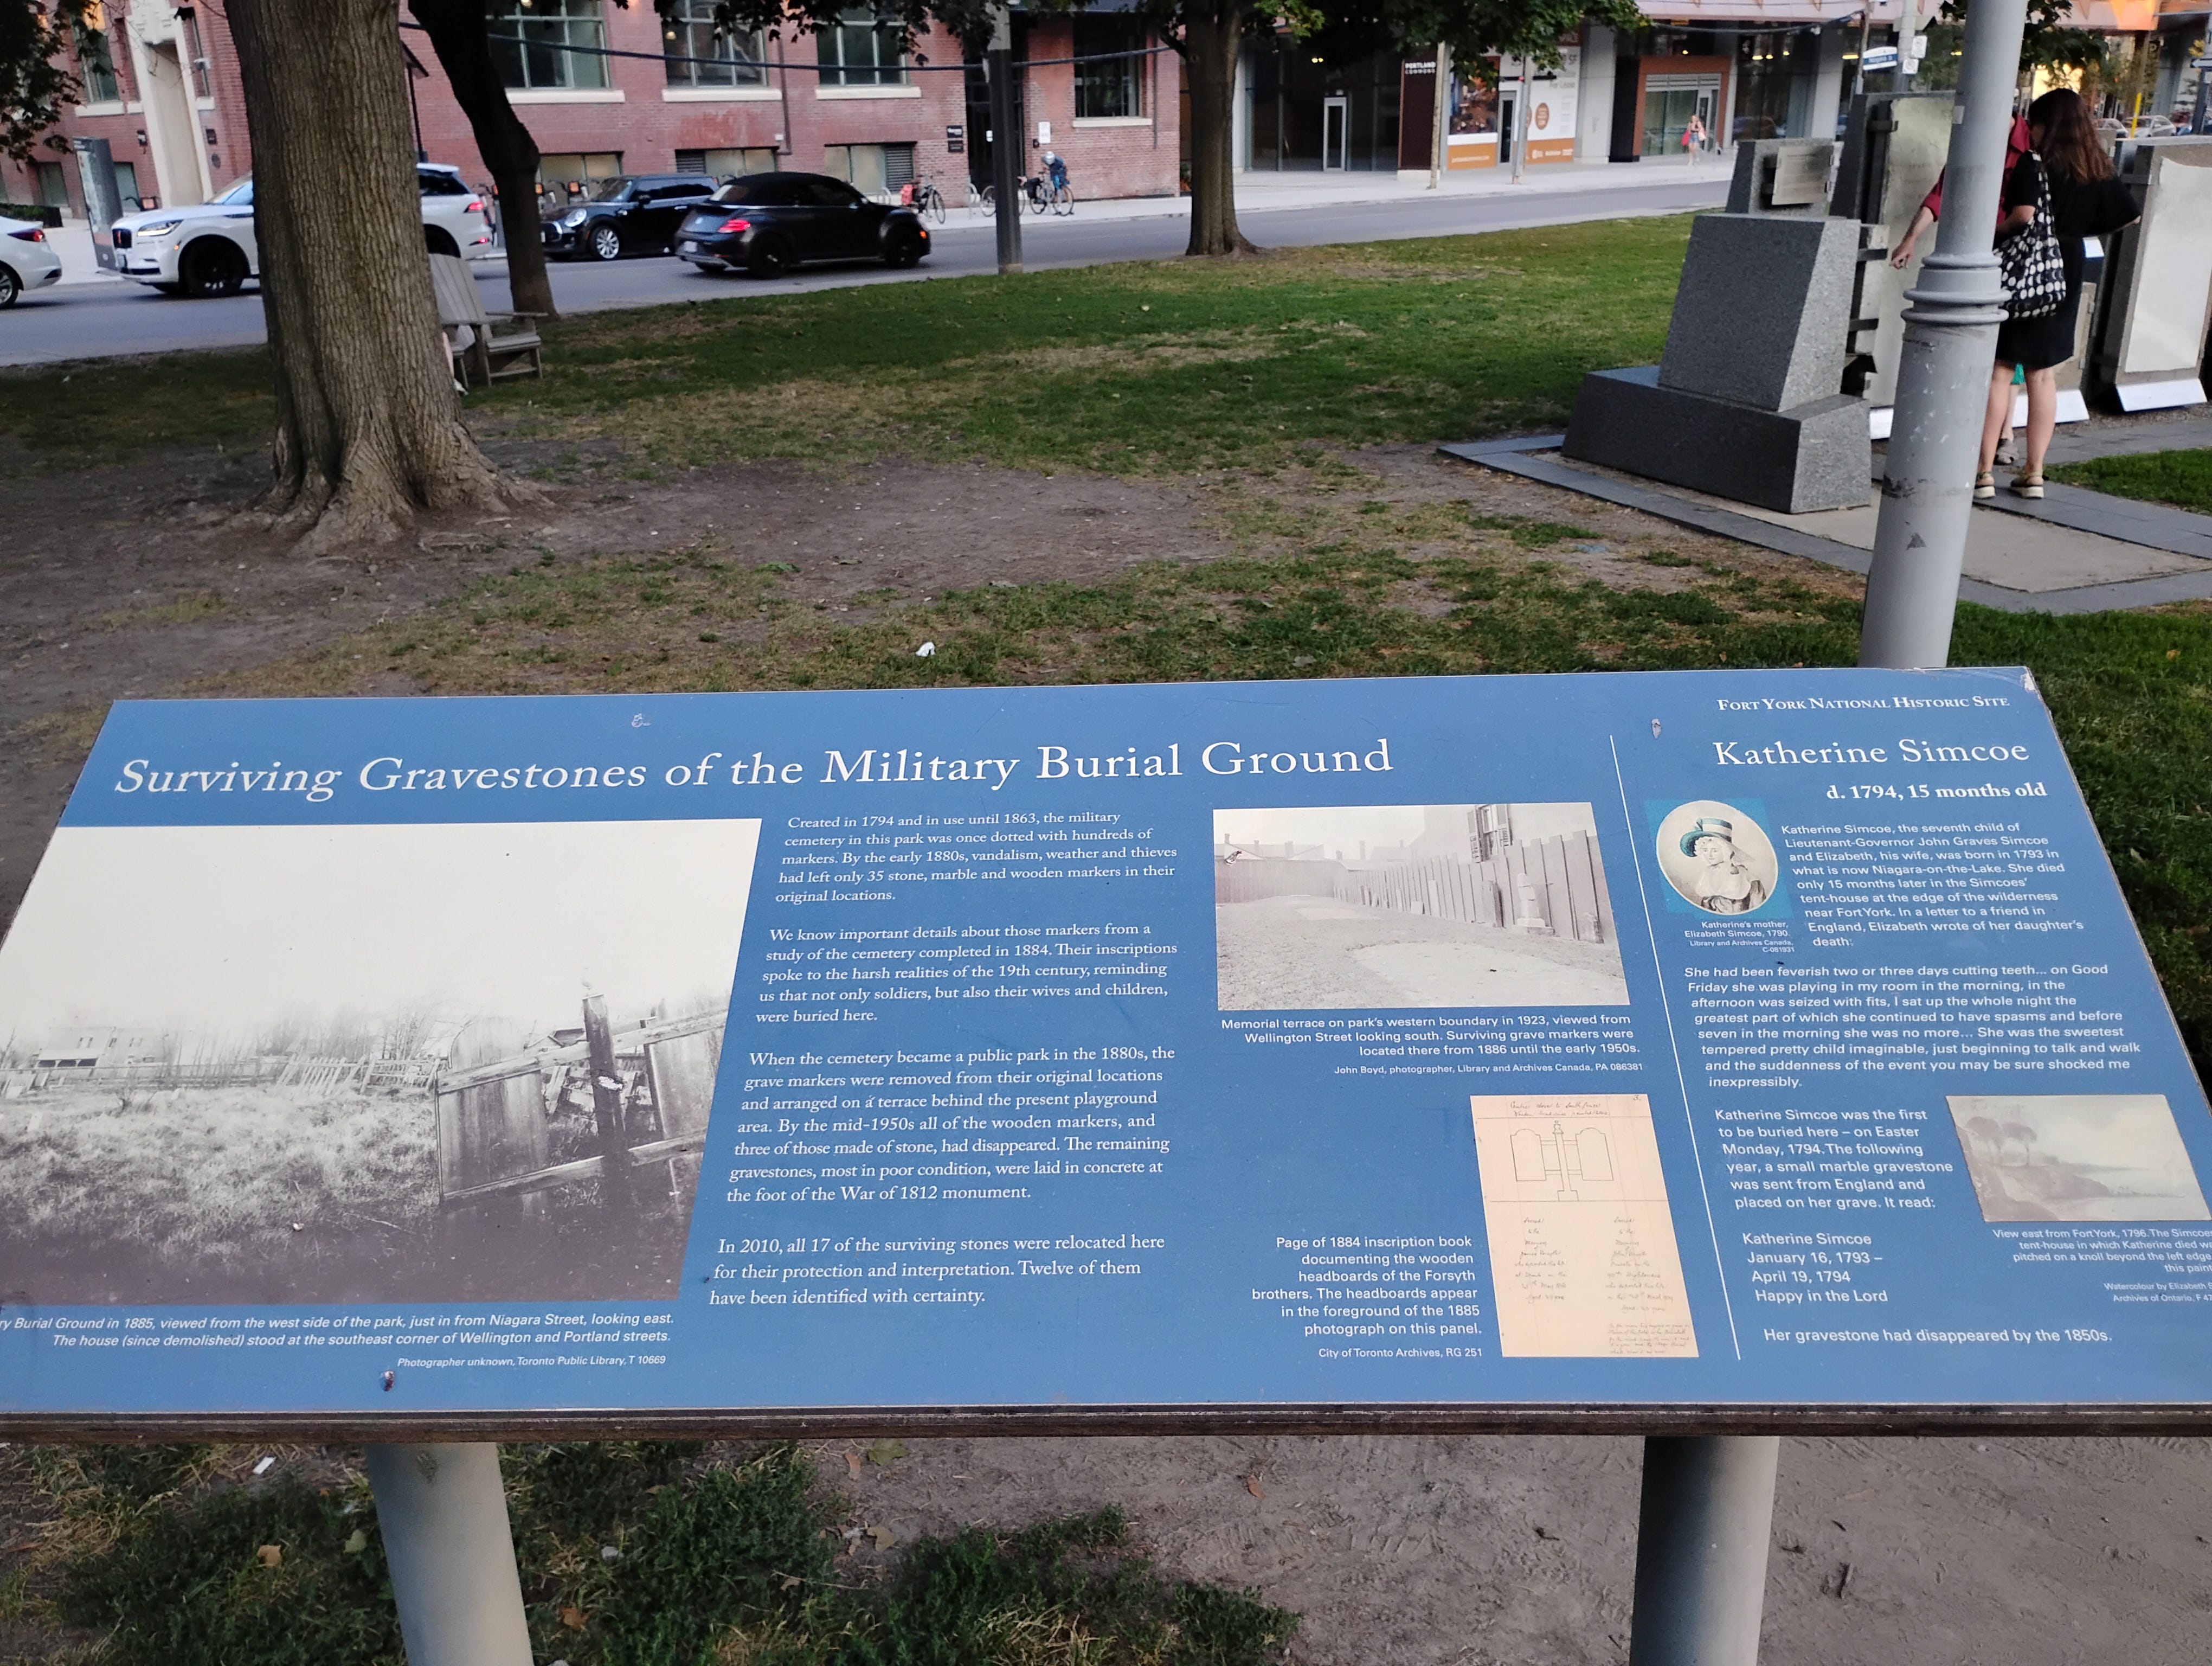 PORTLAND
COMMONS
FORT YORK NATIONAL HISTORIC SITE
Surviving Gravestones of the Military Burial Ground
Created in 1794 and in use until 1863, the military
cemetery in this park was once dotted with hundreds of
markers. By the early 1880s, vandalism, weather and thieves
had left only 35 stone, marble and wooden markers in their
original locations.
We know important details about those markers from a
study of the cemetery completed in 1884. Their inscriptions
spoke to the harsh realities of the 19th century, reminding
us that not only soldiers, but also their wives and children,
were buried here.
When the cemetery became a public park in the 1880s, the
grave markers were removed from their original locations
and arranged on a terrace behind the present playground
area. By the mid-1950s all of the wooden markers, and
three of those made of stone, had disappeared. The remaining
gravestones, most in poor condition, were laid in concrete at
the foot of the War of 1812 monument.
In 2010, all 17 of the surviving stones were relocated here
for their protection and interpretation. Twelve of them
have been identified with certainty.
ry Burial Ground in 1885, viewed from the west side of the park, just in from Niagara Street, looking east.
The house (since demolished) stood at the southeast corner of Wellington and Portland streets.
Photographer unknown, Toronto Public Library, T 10669
Memorial terrace on park's western boundary in 1923, viewed from
Wellington Street looking south. Surviving grave markers were
located there from 1886 until the early 1950s.
John Boyd, photographer, Library and Archives Canada, PA 086381
Page of 1884 inscription book
documenting the wooden
headboards of the Forsyth
brothers. The headboards appear
in the foreground of the 1885
photograph on this panel.
City of Toronto Archives, RG 251
Katherine Simcoe
d. 1794, 15 months old
Katherine Simcoe, the seventh child of
Lieutenant-Governor John Graves Simcoe
and Elizabeth, his wife, was born in 1793 in
what is now Niagara-on-the-Lake. She died
only 15 months later in the Simcoes'
tent-house at the edge of the wilderness
near Fort York. In a letter to a friend in
England, Elizabeth wrote of her daughter's
death:
Katherine's mother,
Elizabeth Simcoe, 1790.
Library and Archives Canada,
C-081931
She had been feverish two or three days cutting teeth... on Good
Friday she was playing in my room in the morning, in the
afternoon was seized with fits, I sat up the whole night the
greatest part of which she continued to have spasms and before
seven in the morning she was no more... She was the sweetest
tempered pretty child imaginable, just beginning to talk and walk
and the suddenness of the event you may be sure shocked me
inexpressibly.
Katherine Simcoe was the first
to be buried here – on Easter
Monday, 1794. The following
year, a small marble gravestone
was sent from England and
placed on her grave. It read:
Katherine Simcoe
January 16, 1793 –
April 19, 1794
Happy in the Lord
Her gravestone had disappeared by the 1850s.
View east from Fort York, 1796. The Simcoes
tent-house in which Katherine died wa
pitched on a knoll beyond the left edge
this paint
Watercolour by Elizabeth S
Archives of Ontario, F 47